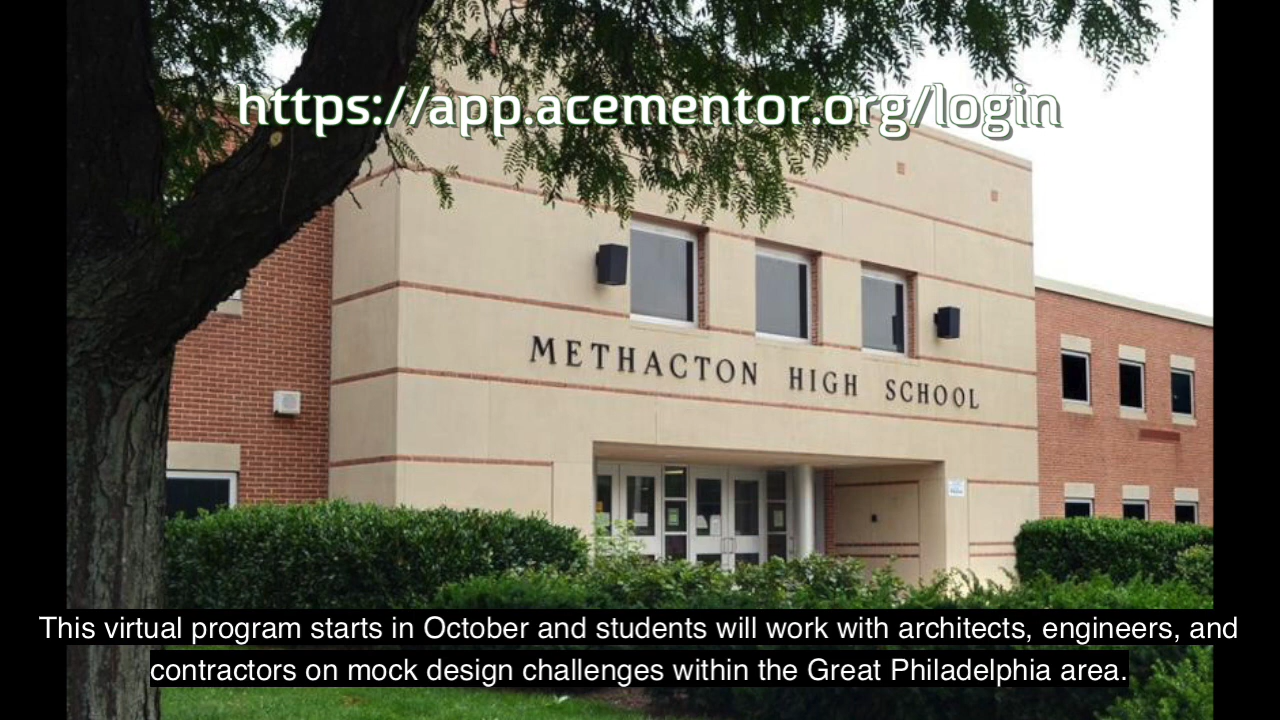 https://app.acementor.org/login
METHACTON HIGH SCHOOL
This virtual program starts in October and students will work with architects, engineers, and
contractors on mock design challenges within the Great Philadelphia area.